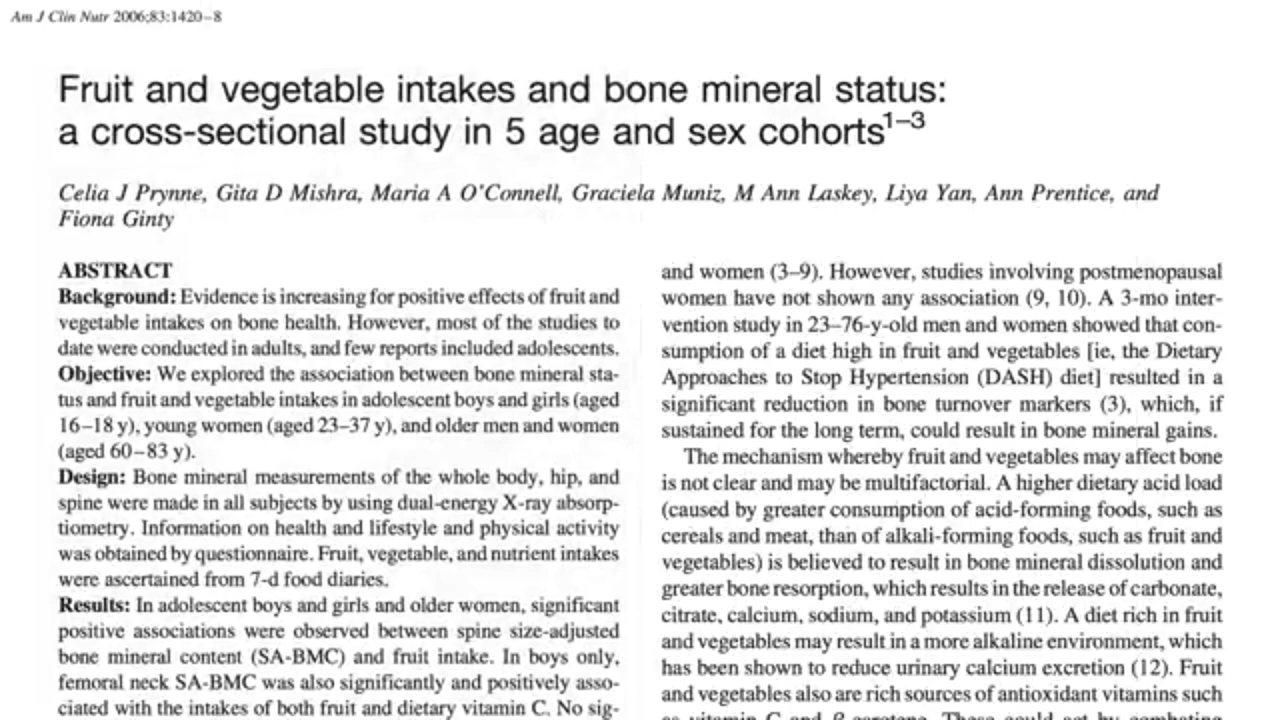 Am J Clin Nutr 2006;83:1420–8
Fruit and vegetable intakes and bone mineral status:
a cross-sectional study in 5 age and sex cohorts1–3
Celia J Prynne, Gita D Mishra, Maria A O'Connell, Graciela Muniz, M Ann Laskey, Liya Yan, Ann Prentice, and
Fiona Ginty
ABSTRACT
Background: Evidence is increasing for positive effects of fruit and
vegetable intakes on bone health. However, most of the studies to
date were conducted in adults, and few reports included adolescents.
Objective: We explored the association between bone mineral sta-
tus and fruit and vegetable intakes in adolescent boys and girls (aged
16–18 y), young women (aged 23–37 y), and older men and women
(aged 60–83 y).
Design: Bone mineral measurements of the whole body, hip, and
spine were made in all subjects by using dual-energy X-ray absorp-
tiometry. Information on health and lifestyle and physical activity
was obtained by questionnaire. Fruit, vegetable, and nutrient intakes
were ascertained from 7-d food diaries.
Results: In adolescent boys and girls and older women, significant
positive associations were observed between spine size-adjusted
bone mineral content (SA-BMC) and fruit intake. In boys only,
femoral neck SA-BMC was also significantly and positively asso-
ciated with the intakes of both fruit and dietary vitamin C. No sig-
and women (3–9). However, studies involving postmenopausal
women have not shown any association (9, 10). A 3-mo inter-
vention study in 23–76-y-old men and women showed that con-
sumption of a diet high in fruit and vegetables [ie, the Dietary
Approaches to Stop Hypertension (DASH) diet] resulted in a
significant reduction in bone turnover markers (3), which, if
sustained for the long term, could result in bone mineral gains.
The mechanism whereby fruit and vegetables may affect bone
is not clear and may be multifactorial. A higher dietary acid load
(caused by greater consumption of acid-forming foods, such as
cereals and meat, than of alkali-forming foods, such as fruit and
vegetables) is believed to result in bone mineral dissolution and
greater bone resorption, which results in the release of carbonate,
citrate, calcium, sodium, and potassium (11). A diet rich in fruit
and vegetables may result in a more alkaline environment, which
has been shown to reduce urinary calcium excretion (12). Fruit
and vegetables also are rich sources of antioxidant vitamins such